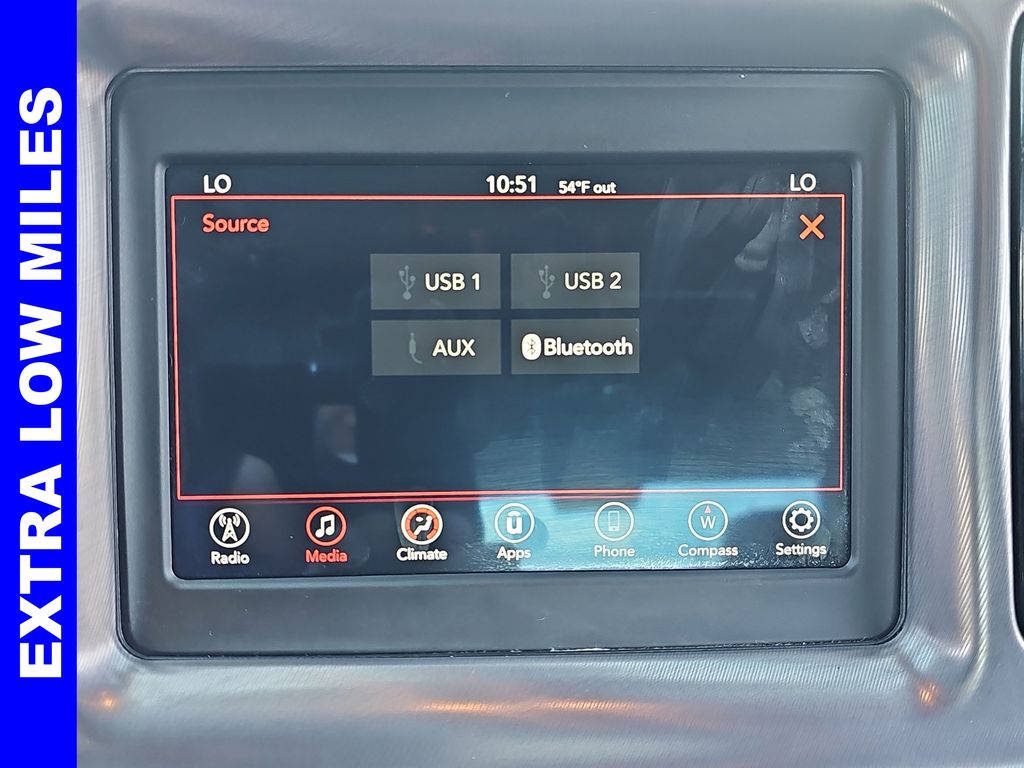 EXTRA LOW MILES
LO 10:51 54°F out LO
Source
USB 1 USB 2
AUX Bluetooth
W
Radio Media Climate Apps Phone Compass Settings